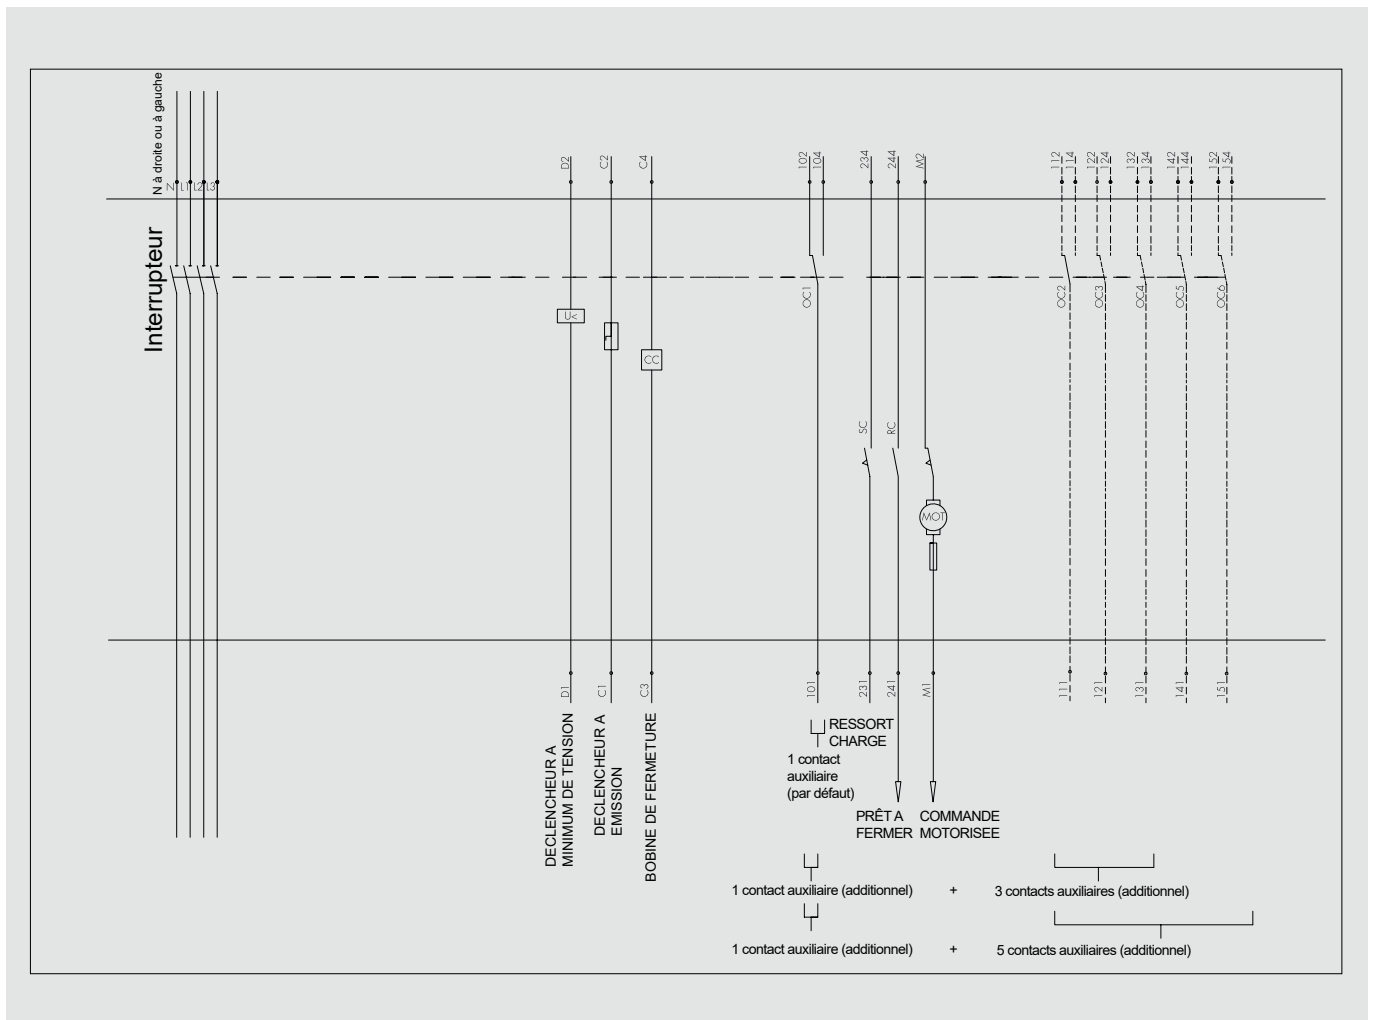 N à droite ou à gauche
N
L1
L2
L3
D2
C2
C4
102
104
234
244
M2
112
114
122
124
132
134
142
144
152
154
Interrupteur
OC1
OC2
OC3
OC4
OC5
OC6
U<
CC
SC
RC
MOT
D1
C1
C3
101
231
241
M1
111
121
131
141
151
DECLENCHEUR A
MINIMUM DE TENSION
DECLENCHEUR A
EMISSION
BOBINE DE FERMETURE
RESSORT
CHARGE
1 contact
auxiliaire
(par défaut)
PRÊT A
FERMER
COMMANDE
MOTORISEE
1 contact auxiliaire (additionnel) + 3 contacts auxiliaires (additionnel)
1 contact auxiliaire (additionnel) + 5 contacts auxiliaires (additionnel)